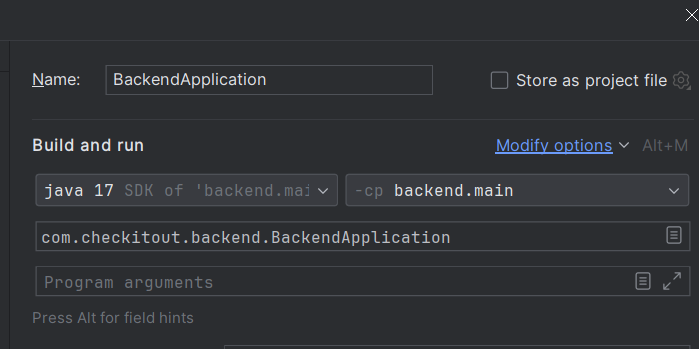 Name: BackendApplication Store as project file
Build and run Modify options Alt+M
java 17 SDK of 'backend.mai -cp backend.main
com.checkitout.backend.BackendApplication
Program arguments
Press Alt for field hints